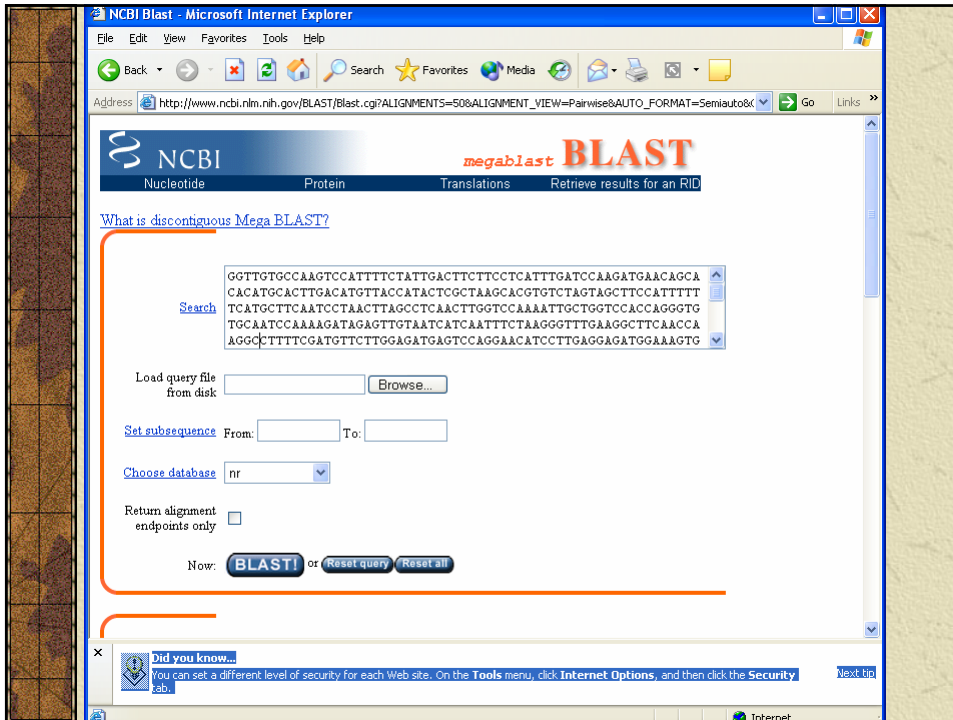 NCBI Blast - Microsoft Internet Explorer
File Edit View Favorites Tools Help
Back Search Favorites Media
Address http://www.ncbi.nlm.nih.gov/BLAST/Blast.cgi?ALIGNMENTS=50&ALIGNMENT_VIEW=Pairwise&AUTO_FORMAT=Semiauto&( Go Links »
NCBI megablast BLAST
Nucleotide Protein Translations Retrieve results for an RID
What is discontiguous Mega BLAST?
GGTTGTGCCAAGTCCATTTTCTATTGACTTCTTCCTCATTTGATCCAAGATGAACAGCA
CACATGCACTTGACATGTTACCATACTCGCTAAGCACGTGTCTAGTAGCTTCCATTTTT
Search TCATGCTTCAATCCTAACTTAGCCTCAACTTGGTCCAAAATTGCTGGTCCACCAGGGTG
TGCAATCCAAAAGATAGAGTTGTAATCATCAATTTCTAAGGGTTTGAAGGCTTCAACCA
AGGCCTTTTCGATGTTCTTGGAGATGAGTCCAGGAACATCCTTGAGGAGATGGAAAGTG
Load query file
from disk Browse...
Set subsequence From: To:
Choose database nr
Return alignment
endpoints only
Now: BLAST! or Reset query Reset all
Did you know...
You can set a different level of security for each Web site. On the Tools menu, click Internet Options, and then click the Security
tab.
Next tip
Internet